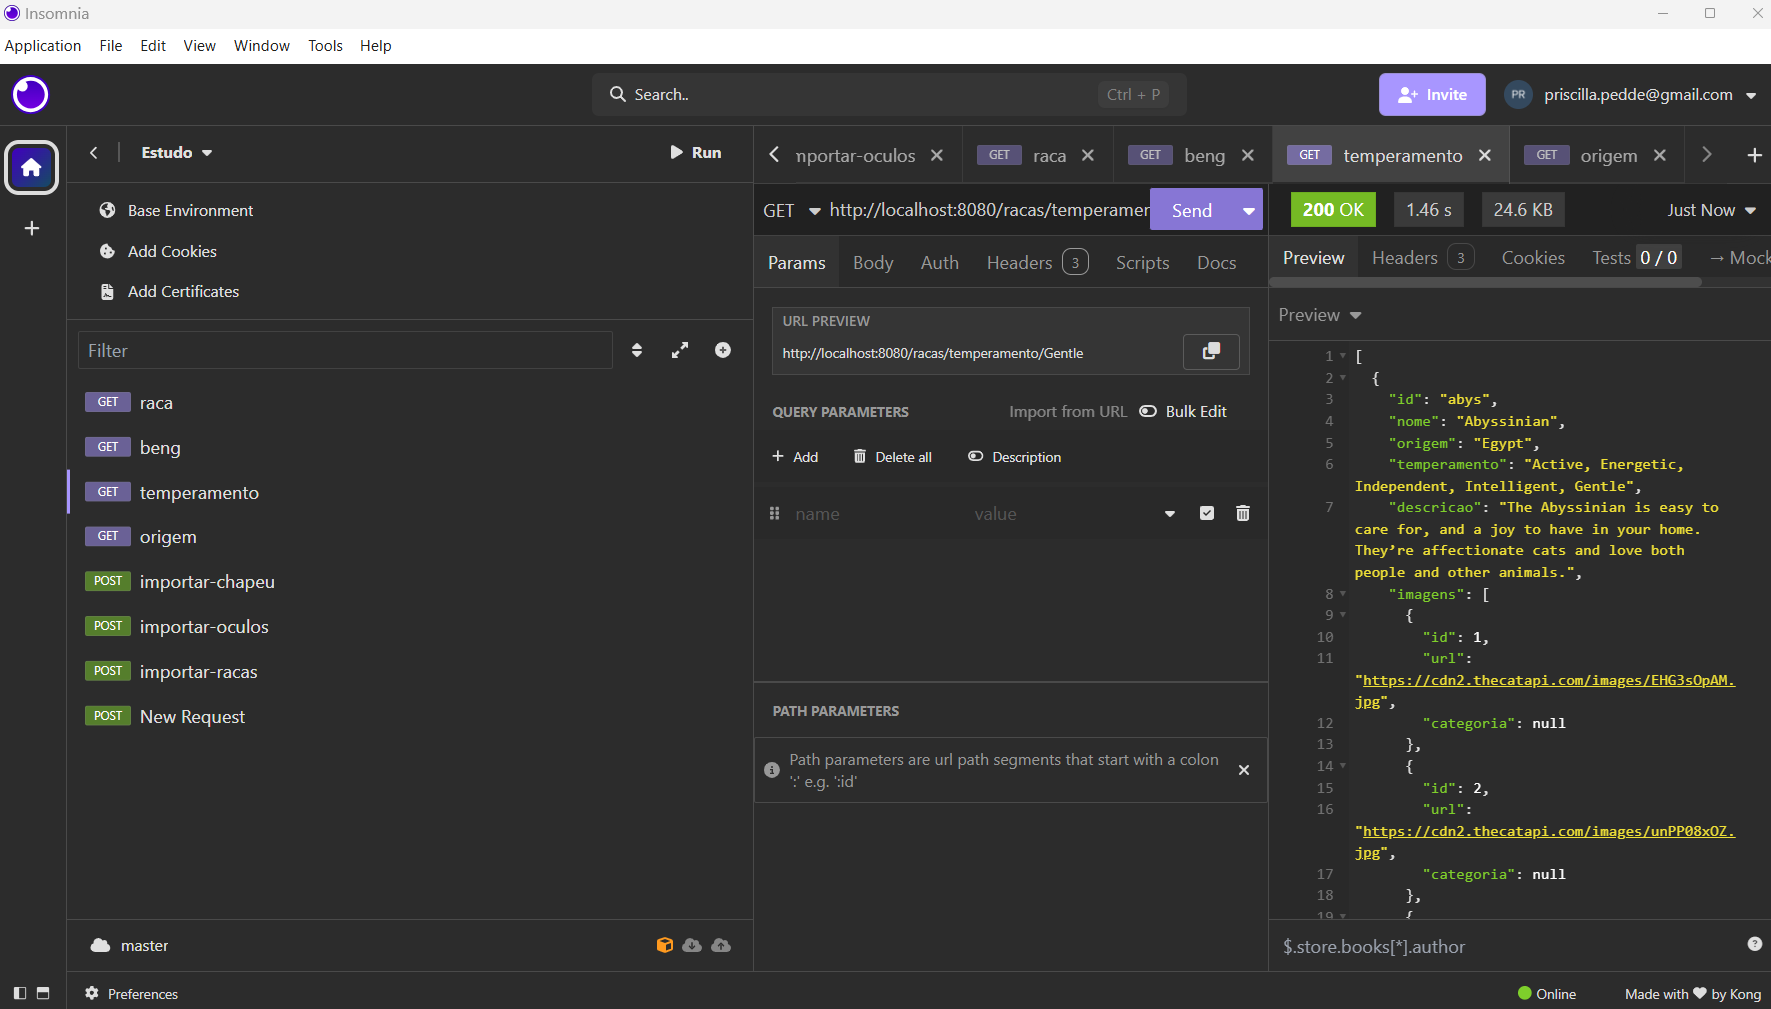 Insomnia
Application File Edit View Window Tools Help
Search.. Ctrl + P
Invite
PR priscilla.pedde@gmail.com
Estudo
Run
Base Environment
Add Cookies
Add Certificates
Filter
GET raca
GET beng
GET temperamento
GET origem
POST importar-chapeu
POST importar-oculos
POST importar-racas
POST New Request
master
Preferences
mportar-oculos GET raca GET beng GET temperamento GET origem
GET http://localhost:8080/racas/temperamer Send
Params Body Auth Headers 3 Scripts Docs
URL PREVIEW
http://localhost:8080/racas/temperamento/Gentle
QUERY PARAMETERS Import from URL Bulk Edit
Add Delete all Description
name value
PATH PARAMETERS
Path parameters are url path segments that start with a colon
':' e.g. ':id'
200 OK 1.46 s 24.6 KB Just Now
Preview Headers 3 Cookies Tests 0 / 0 → Mock
Preview
1 [
2 {
3 "id": "abys",
4 "nome": "Abyssinian",
5 "origem": "Egypt",
6 "temperamento": "Active, Energetic,
Independent, Intelligent, Gentle",
7 "descricao": "The Abyssinian is easy to
care for, and a joy to have in your home.
They’re affectionate cats and love both
people and other animals.",
8 "imagens": [
9 {
10 "id": 1,
11 "url":
"https://cdn2.thecatapi.com/images/EHG3sOpAM.
jpg",
12 "categoria": null
13 },
14 {
15 "id": 2,
16 "url":
"https://cdn2.thecatapi.com/images/unPP08xOZ.
jpg",
17 "categoria": null
18 },
19 {
$.store.books[*].author
Online
Made with ❤ by Kong